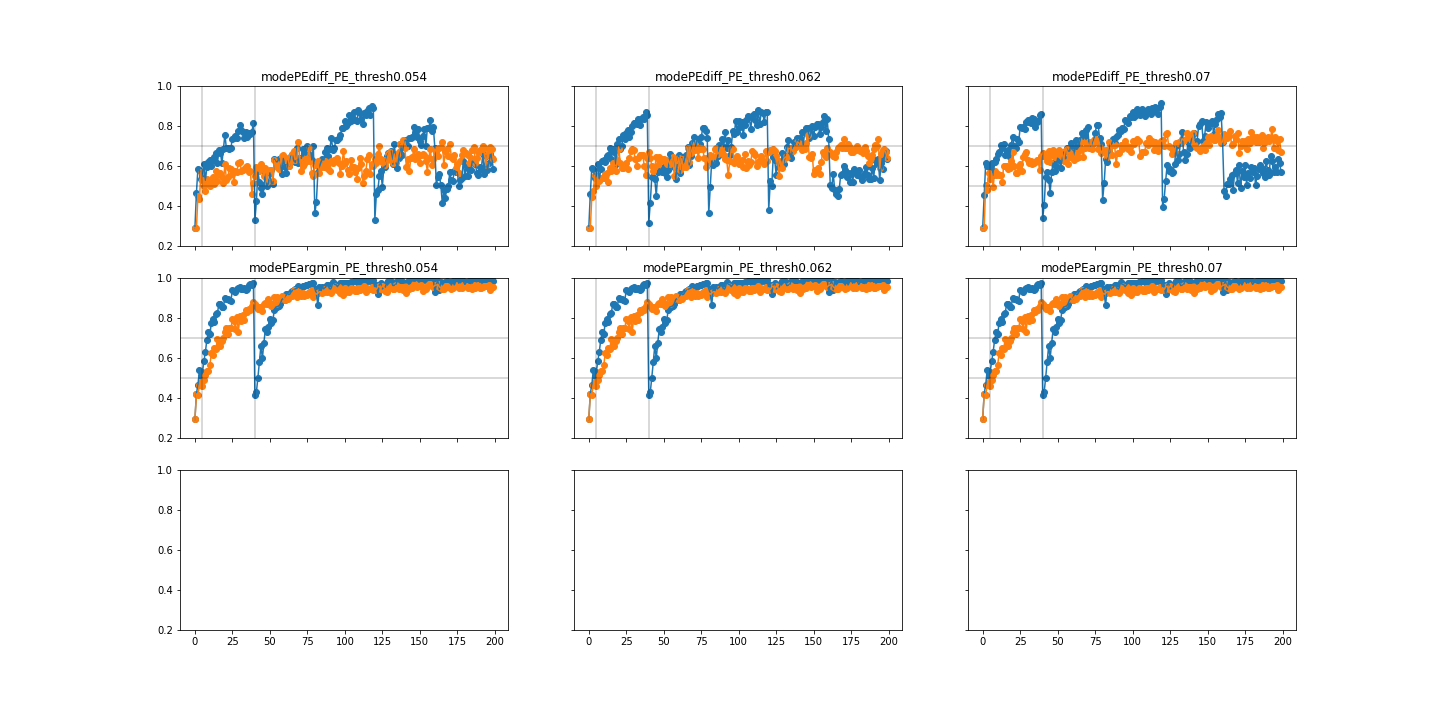 modePEdiff_PE_thresh0.054
modePEdiff_PE_thresh0.062
modePEdiff_PE_thresh0.07
1.0
0.8
0.6
0.4
0.2
modePEargmin_PE_thresh0.054
modePEargmin_PE_thresh0.062
modePEargmin_PE_thresh0.07
1.0
0.8
0.6
0.4
0.2
1.0
0.8
0.6
0.4
0.2
0 25 50 75 100 125 150 175 200
0 25 50 75 100 125 150 175 200
0 25 50 75 100 125 150 175 200